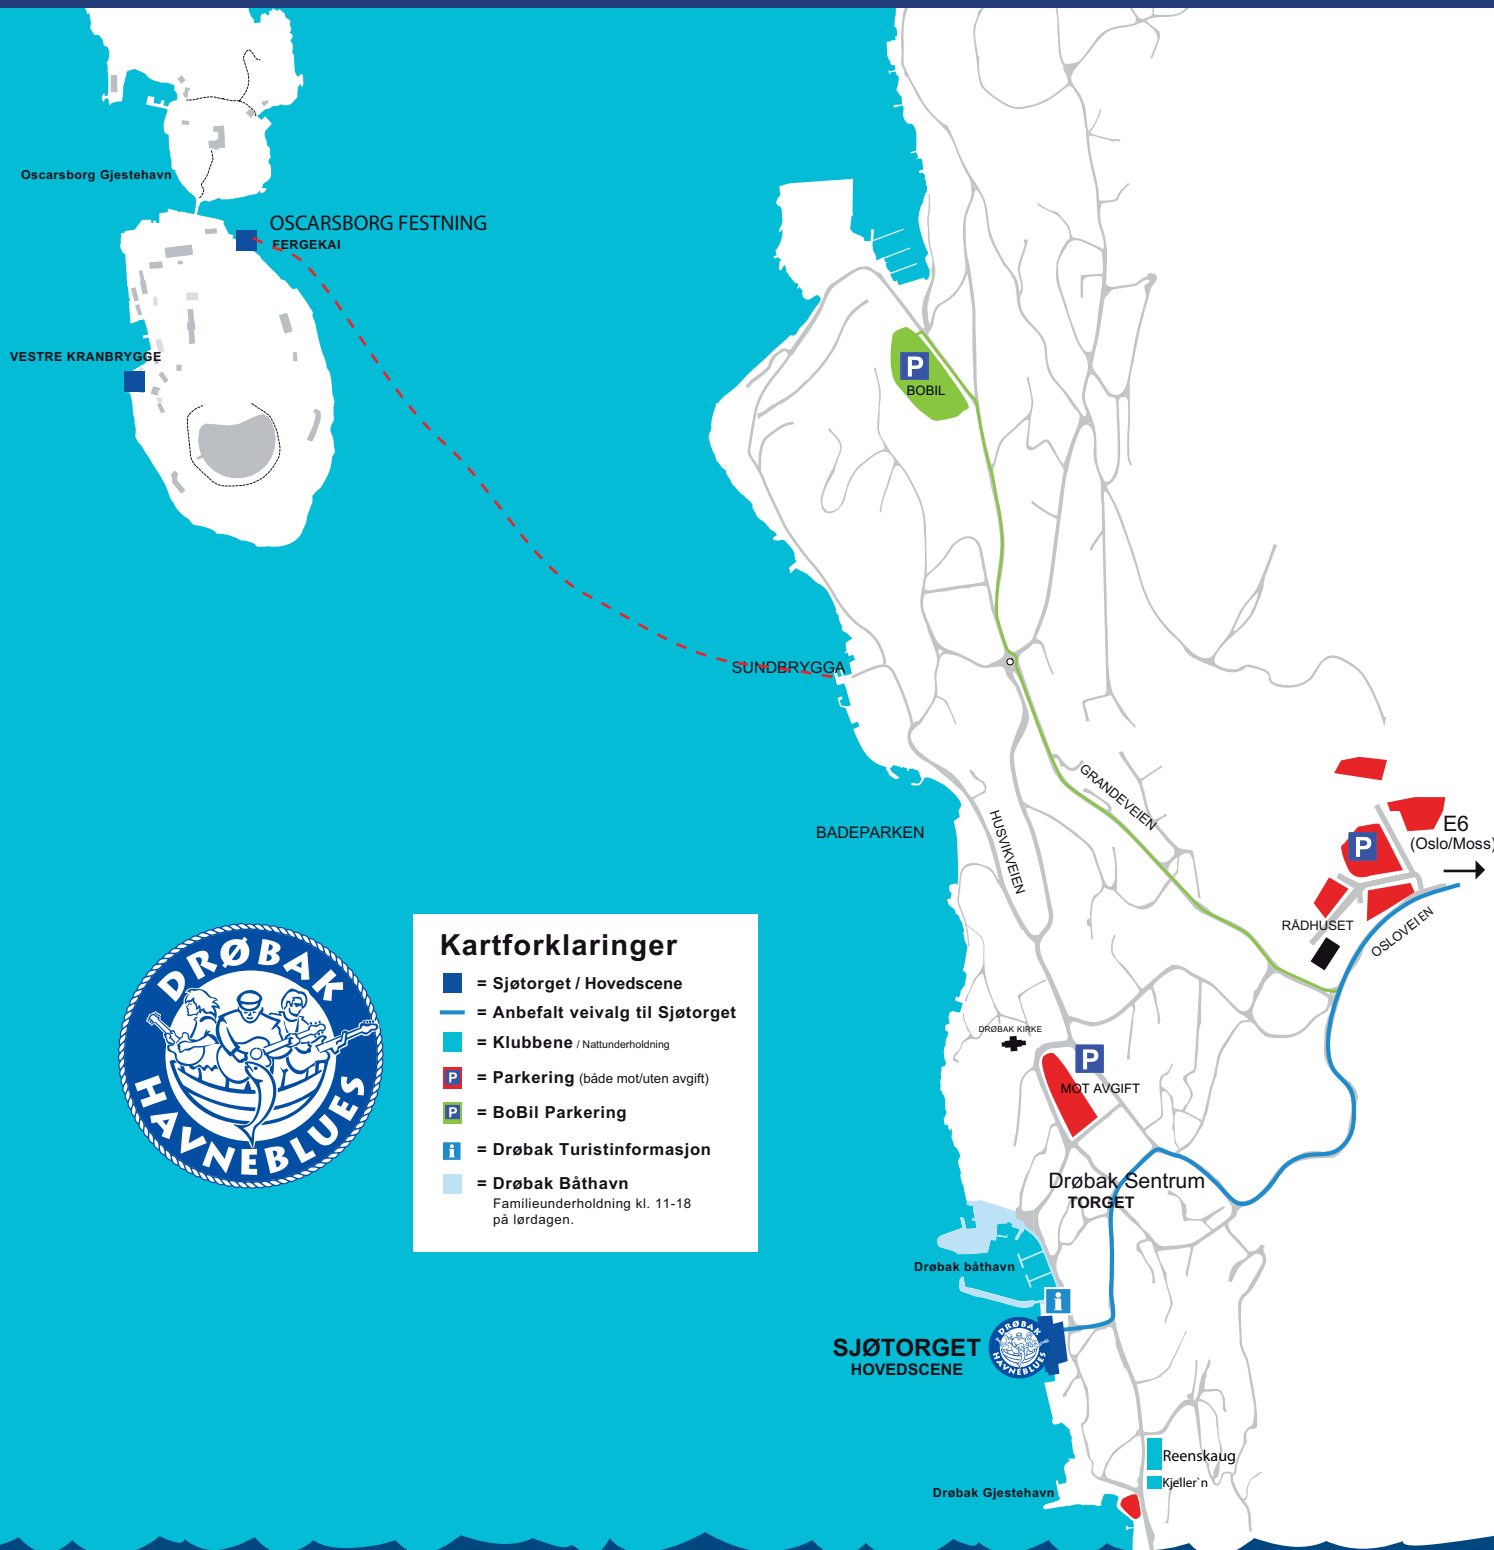 Oscarsborg Gjestehavn
OSCARSBORG FESTNING
FERGEKAI
VESTRE KRANBRYGGE
P
BOBIL
SUNDBRYGGA
GRANDEVEIEN
BADEPARKEN
HUSVIKVEIEN
P
E6
(Oslo/Moss)
RÅDHUSET
OSLOVEIEN
DRØBAK
HAVNEBLUES
Kartforklaringer
= Sjøtorget / Hovedscene
= Anbefalt veivalg til Sjøtorget
= Klubbene / Nattunderholdning
P = Parkering (både mot/uten avgift)
P = BoBil Parkering
i = Drøbak Turistinformasjon
= Drøbak Båthavn
Familieunderholdning kl. 11-18
på lørdagen.
DRØBAK KIRKE
P
MOT AVGIFT
Drøbak Sentrum
TORGET
Drøbak båthavn
i
SJØTORGET
HOVEDSCENE
DRØBAK
HAVNEBLUES
Reenskaug
Kjeller`n
Drøbak Gjestehavn